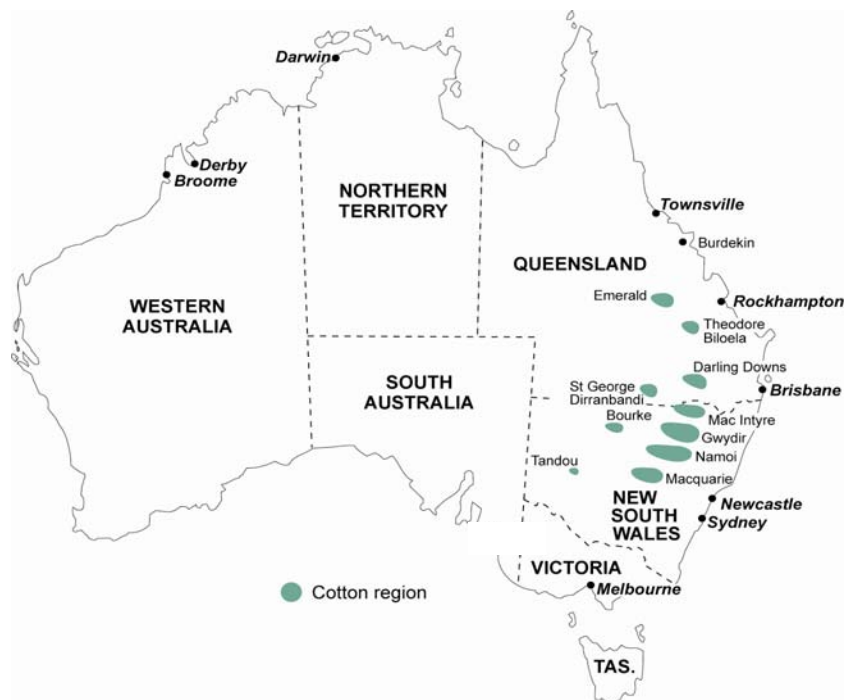 Darwin
Derby
Broome
NORTHERN
TERRITORY
Townsville
Burdekin
QUEENSLAND
Emerald
Rockhampton
WESTERN
AUSTRALIA
Theodore
Biloela
SOUTH
AUSTRALIA
Darling Downs
St George
Dirranbandi
Brisbane
Bourke
Mac Intyre
Gwydir
Namoi
Tandou
Macquarie
NEW
SOUTH
WALES
Newcastle
Sydney
VICTORIA
Melbourne
Cotton region
TAS.